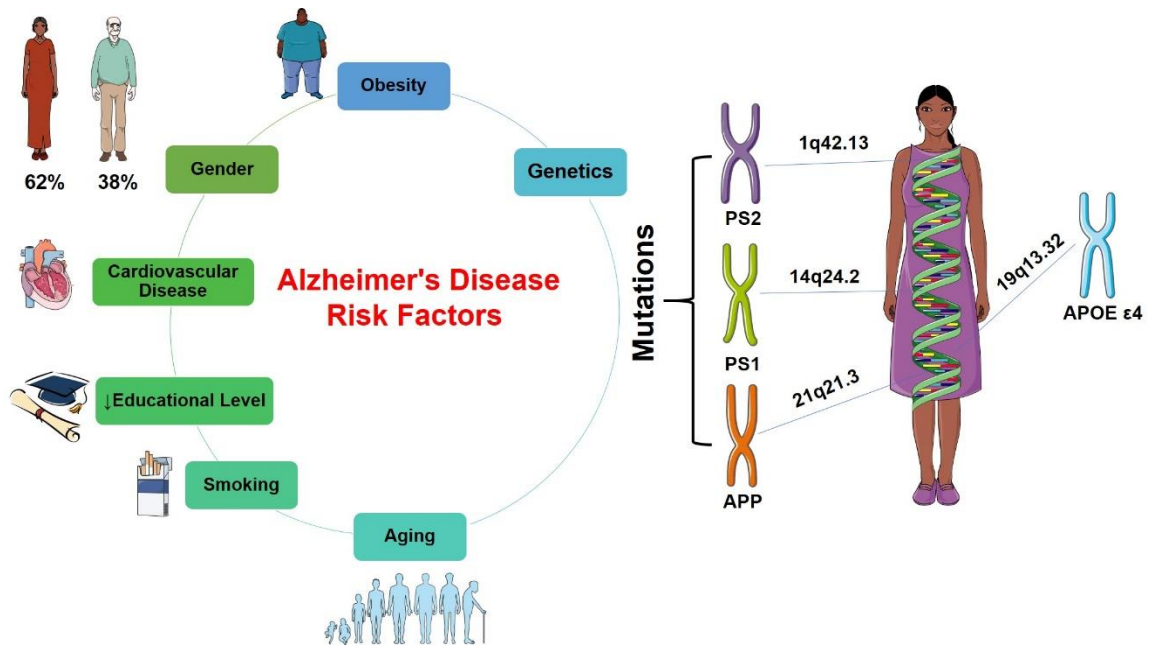 62%
38%
Obesity
Gender
Genetics
Cardiovascular
Disease
Alzheimer's Disease
Risk Factors
↓Educational Level
Smoking
Aging
Mutations
PS2
1q42.13
PS1
14q24.2
APP
21q21.3
19q13.32
APOE ε4